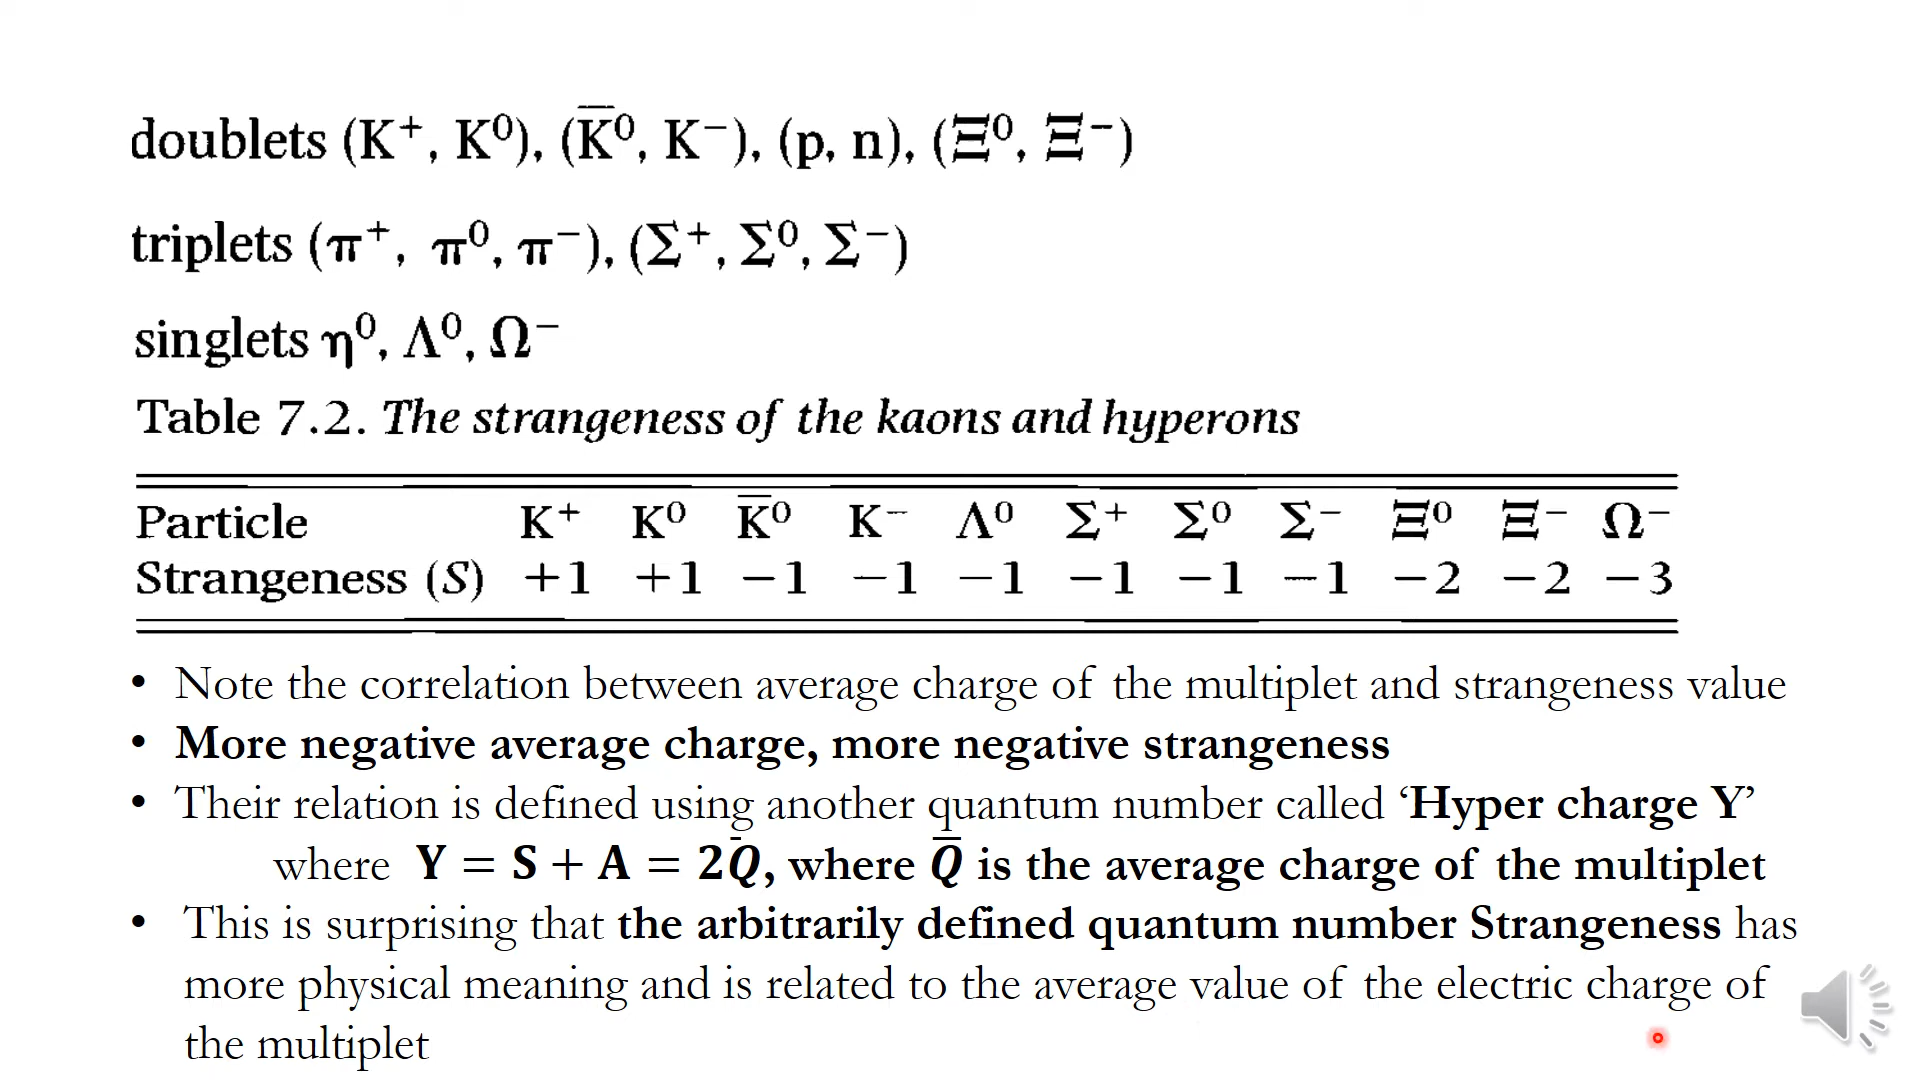 doublets (K⁺, K⁰), (K̅⁰, K⁻), (p, n), (Ξ⁰, Ξ⁻)
triplets (π⁺, π⁰, π⁻), (Σ⁺, Σ⁰, Σ⁻)
singlets η⁰, Λ⁰, Ω⁻
Table 7.2. The strangeness of the kaons and hyperons
Particle K⁺ K⁰ K̅⁰ K⁻ Λ⁰ Σ⁺ Σ⁰ Σ⁻ Ξ⁰ Ξ⁻ Ω⁻
Strangeness (S) +1 +1 −1 −1 −1 −1 −1 −1 −2 −2 −3
• Note the correlation between average charge of the multiplet and strangeness value
• More negative average charge, more negative strangeness
• Their relation is defined using another quantum number called ‘Hyper charge Y’
where Y = S + A = 2Q̅, where Q̅ is the average charge of the multiplet
• This is surprising that the arbitrarily defined quantum number Strangeness has
more physical meaning and is related to the average value of the electric charge of
the multiplet